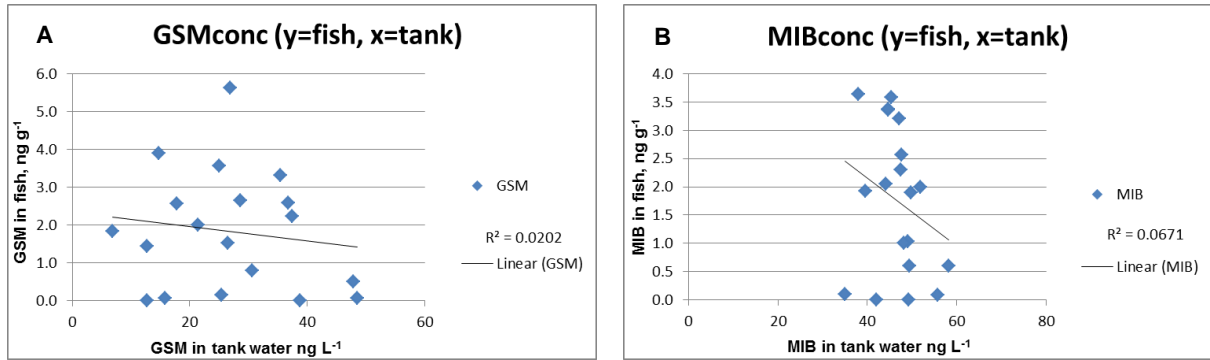 A
GSMconc (y=fish, x=tank)
GSM in fish, ng g⁻¹
6.0
5.0
4.0
3.0
2.0
1.0
0.0
0 20 40 60
GSM in tank water ng L⁻¹
GSM
R² = 0.0202
Linear (GSM)
B
MIBconc (y=fish, x=tank)
MIB in fish, ng g⁻¹
4.0
3.5
3.0
2.5
2.0
1.5
1.0
0.5
0.0
0 20 40 60 80
MIB in tank water ng L⁻¹
MIB
R² = 0.0671
Linear (MIB)